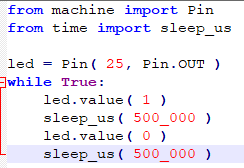 from machine import Pin
from time import sleep_us
led = Pin( 25, Pin.OUT )
while True:
    led.value( 1 )
    sleep_us( 500_000 )
    led.value( 0 )
    sleep_us( 500_000 )